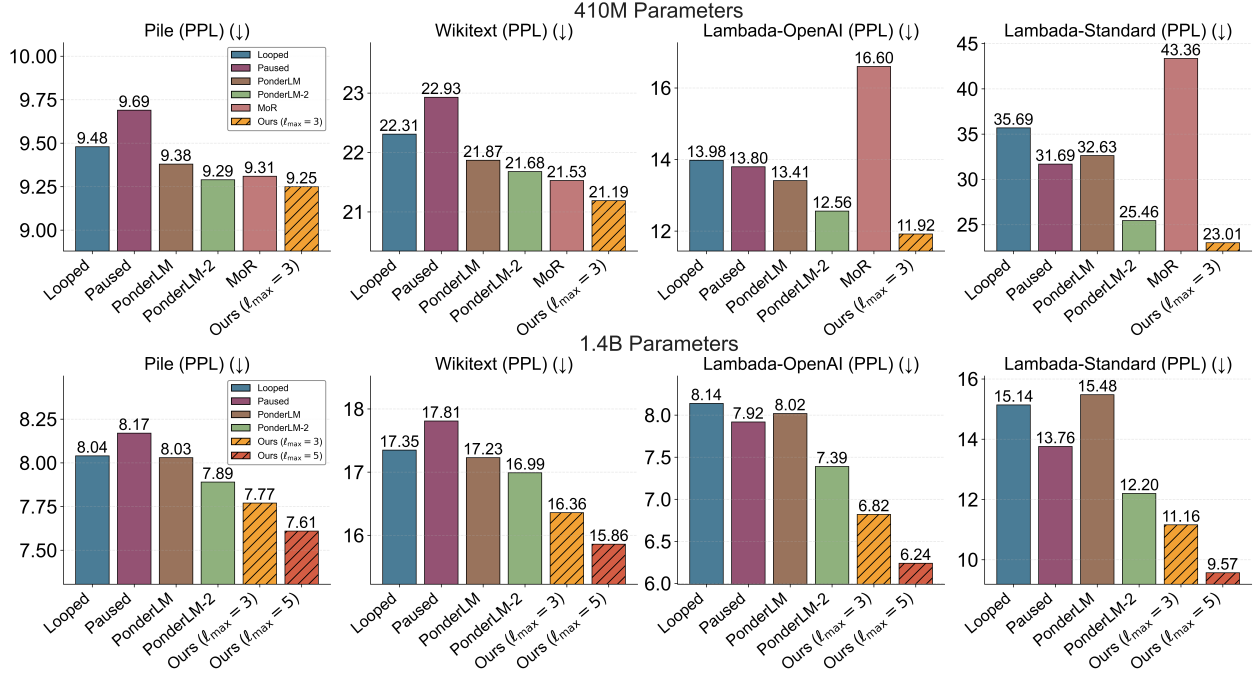 410M Parameters
Pile (PPL) (↓)
10.00
9.75
9.50
9.25
9.00
9.48
9.69
9.38
9.29
9.31
9.25
Looped
Paused
PonderLM
PonderLM-2
MoR
Ours (ℓmax = 3)
Looped
Paused
PonderLM
PonderLM-2
MoR
Ours (ℓmax = 3)
Wikitext (PPL) (↓)
23
22
21
22.31
22.93
21.87
21.68
21.53
21.19
Looped
Paused
PonderLM
PonderLM-2
MoR
Ours (ℓmax = 3)
Lambada-OpenAI (PPL) (↓)
16
14
12
13.98
13.80
13.41
12.56
16.60
11.92
Looped
Paused
PonderLM
PonderLM-2
MoR
Ours (ℓmax = 3)
Lambada-Standard (PPL) (↓)
45
40
35
30
25
35.69
31.69
32.63
25.46
43.36
23.01
Looped
Paused
PonderLM
PonderLM-2
MoR
Ours (ℓmax = 3)
1.4B Parameters
Pile (PPL) (↓)
8.25
8.00
7.75
7.50
8.04
8.17
8.03
7.89
7.77
7.61
Looped
Paused
PonderLM
PonderLM-2
Ours (ℓmax = 3)
Ours (ℓmax = 5)
Looped
Paused
PonderLM
PonderLM-2
Ours (ℓmax = 3)
Ours (ℓmax = 5)
Wikitext (PPL) (↓)
18
17
16
17.35
17.81
17.23
16.99
16.36
15.86
Looped
Paused
PonderLM
PonderLM-2
Ours (ℓmax = 3)
Ours (ℓmax = 5)
Lambada-OpenAI (PPL) (↓)
8.0
7.5
7.0
6.5
6.0
8.14
7.92
8.02
7.39
6.82
6.24
Looped
Paused
PonderLM
PonderLM-2
Ours (ℓmax = 3)
Ours (ℓmax = 5)
Lambada-Standard (PPL) (↓)
16
14
12
10
15.14
13.76
15.48
12.20
11.16
9.57
Looped
Paused
PonderLM
PonderLM-2
Ours (ℓmax = 3)
Ours (ℓmax = 5)